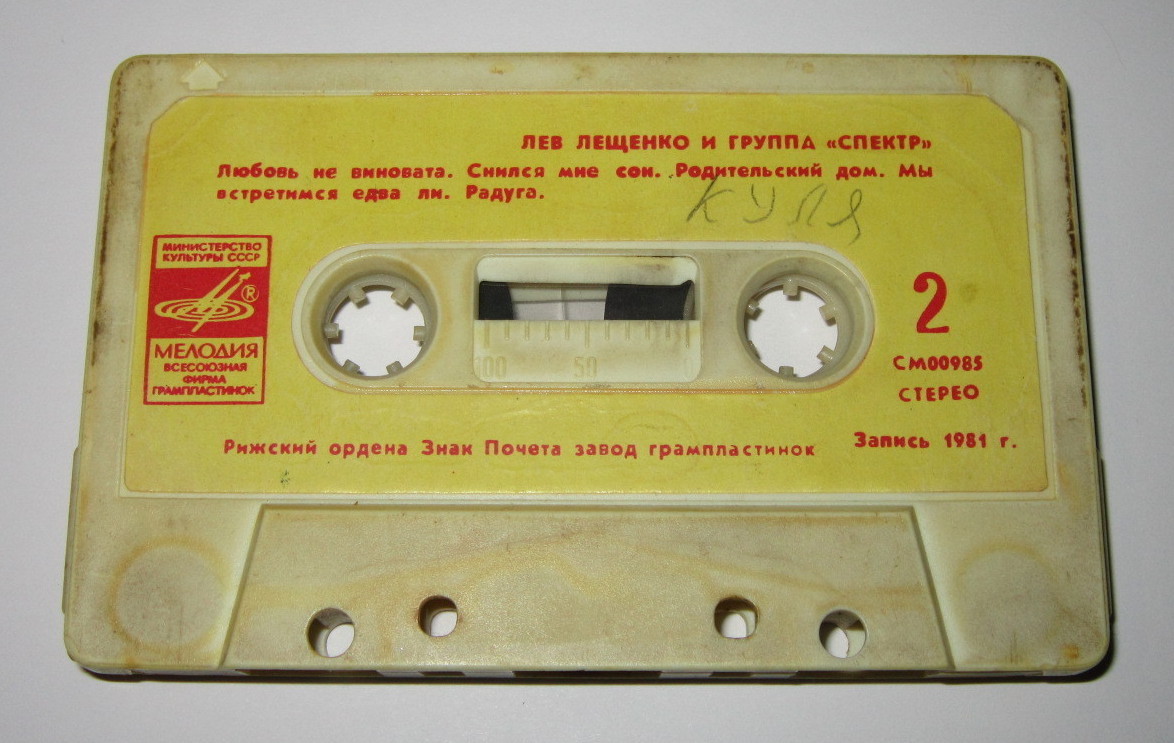 ЛЕВ ЛЕЩЕНКО И ГРУППА «СПЕКТР»
Любовь не виновата. Снился мне сон. Родительский дом. Мы
встретимся едва ли. Радуга.
КУЛЯ
МИНИСТЕРСТВО
КУЛЬТУРЫ СССР
®
МЕЛОДИЯ
ВСЕСОЮЗНАЯ
ФИРМА
ГРАМПЛАСТИНОК
2
СМ00985
СТЕРЕО
100 50 0
Рижский ордена Знак Почета завод грампластинок
Запись 1981 г.